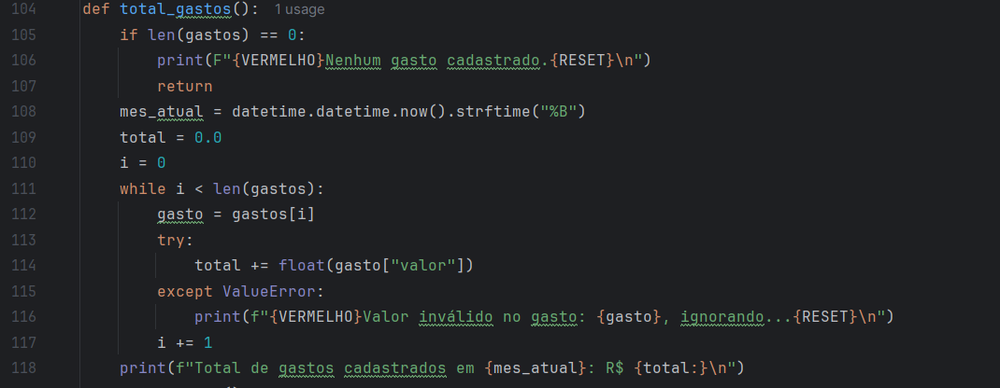 104 def total_gastos(): 1 usage
105 if len(gastos) == 0:
106 print(F"{VERMELHO}Nenhum gasto cadastrado.{RESET}\n")
107 return
108 mes_atual = datetime.datetime.now().strftime("%B")
109 total = 0.0
110 i = 0
111 while i < len(gastos):
112 gasto = gastos[i]
113 try:
114 total += float(gasto["valor"])
115 except ValueError:
116 print(f"{VERMELHO}Valor inválido no gasto: {gasto}, ignorando...{RESET}\n")
117 i += 1
118 print(f"Total de gastos cadastrados em {mes_atual}: R$ {total:}\n")